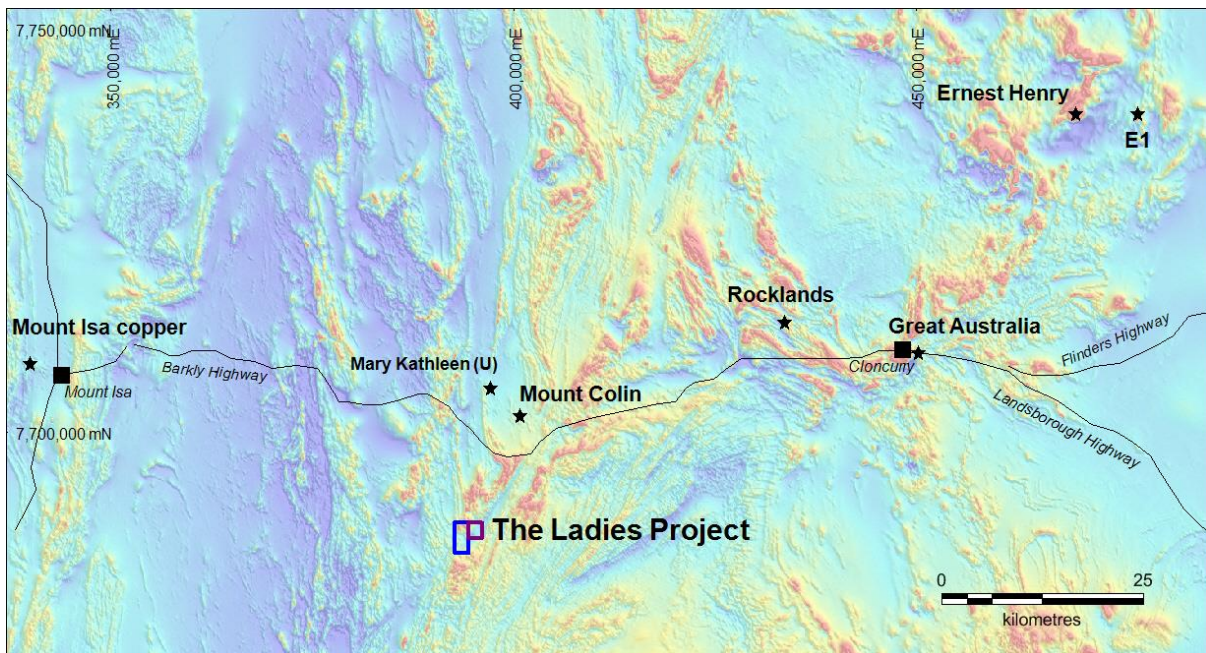 7,750,000 mN
350,000 mE
400,000 mE
450,000 mE
Ernest Henry
E1
Rocklands
Great Australia
Mount Isa copper
Flinders Highway
Barkly Highway
Mary Kathleen (U)
Cloncurry
Mount Isa
Mount Colin
Landsborough Highway
7,700,000 mN
The Ladies Project
0 25
kilometres